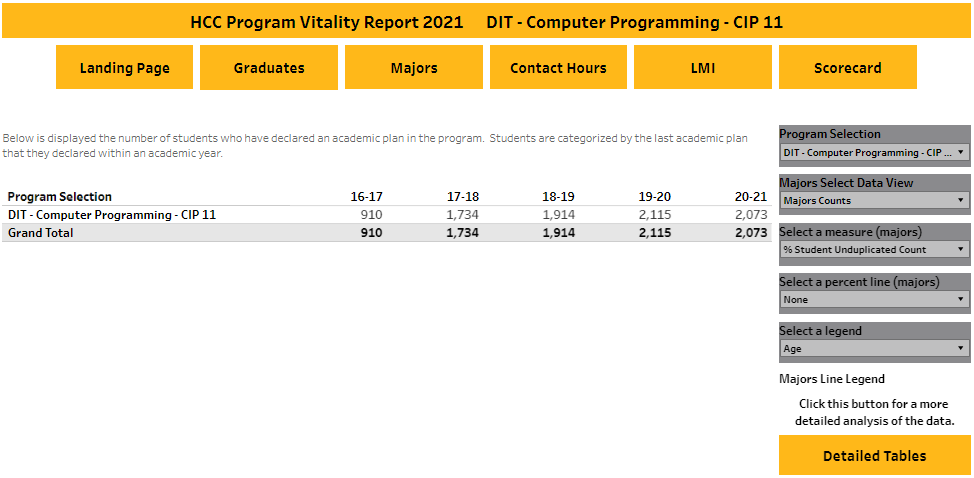 HCC Program Vitality Report 2021 DIT - Computer Programming - CIP 11
Landing Page Graduates Majors Contact Hours LMI Scorecard
Below is displayed the number of students who have declared an academic plan in the program. Students are categorized by the last academic plan
that they declared within an academic year.
Program Selection 16-17 17-18 18-19 19-20 20-21
DIT - Computer Programming - CIP 11 910 1,734 1,914 2,115 2,073
Grand Total 910 1,734 1,914 2,115 2,073
Program Selection
DIT - Computer Programming - CIP ...
Majors Select Data View
Majors Counts
Select a measure (majors)
% Student Unduplicated Count
Select a percent line (majors)
None
Select a legend
Age
Majors Line Legend
Click this button for a more
detailed analysis of the data.
Detailed Tables